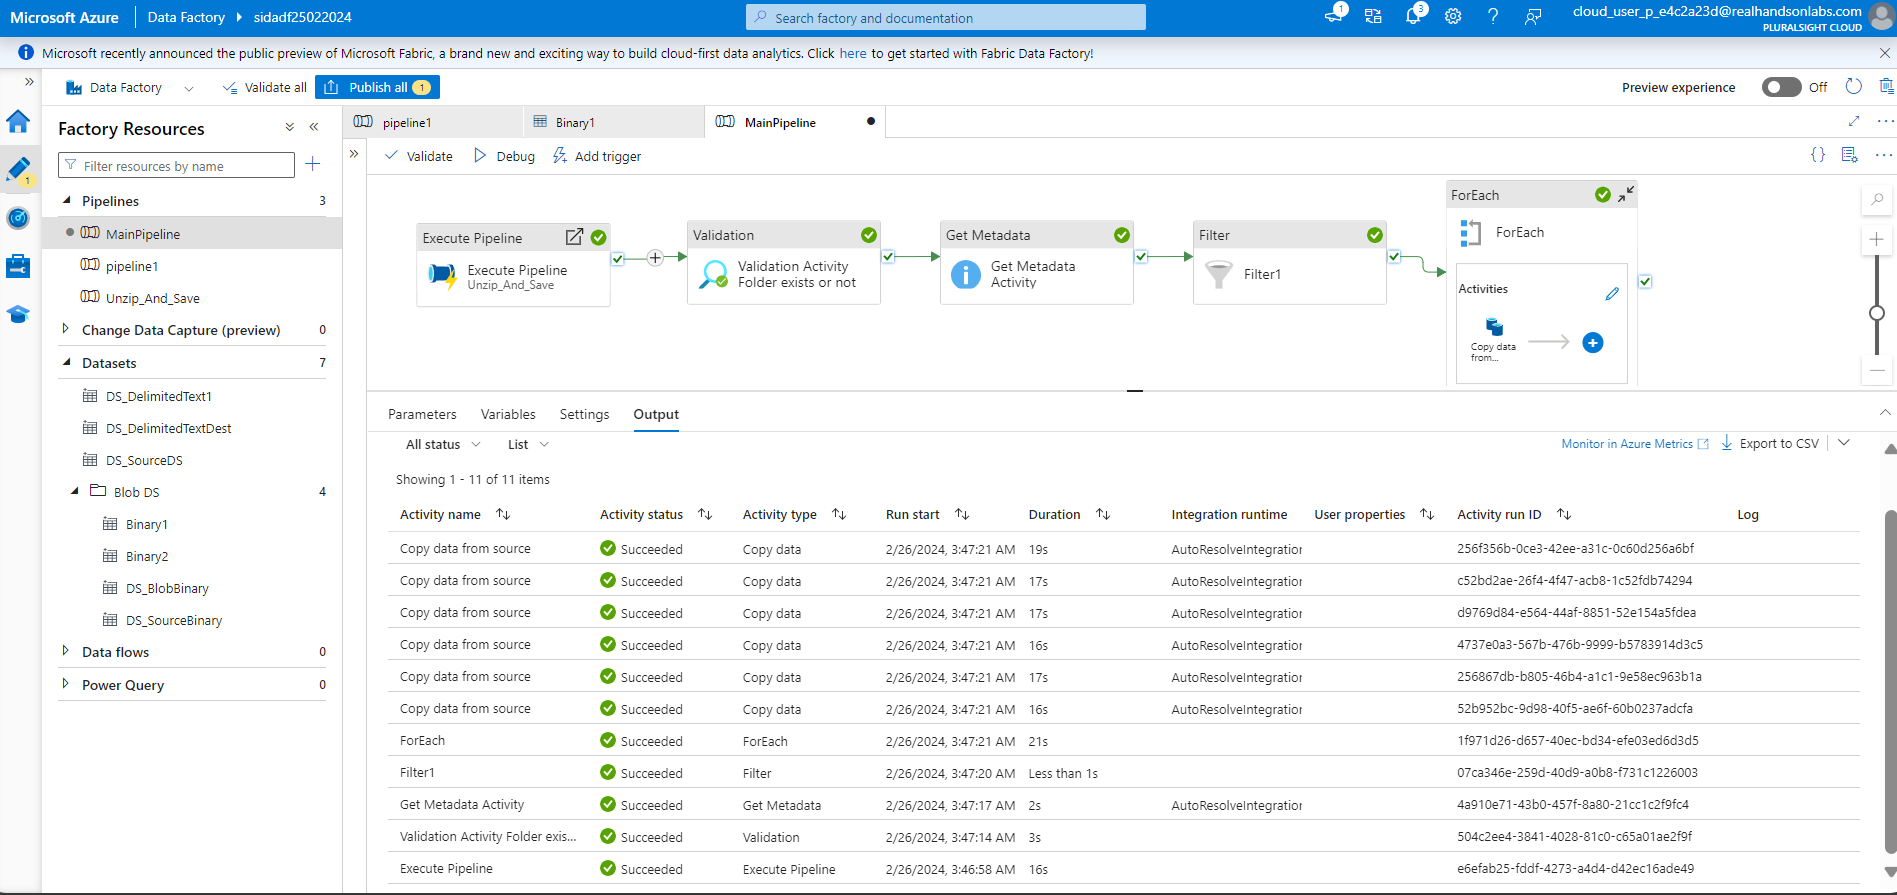 Microsoft Azure
Data Factory
sidadf25022024
Search factory and documentation
1
3
cloud_user_p_e4c2a23d@realhandsonlabs.com
PLURALSIGHT CLOUD
Microsoft recently announced the public preview of Microsoft Fabric, a brand new and exciting way to build cloud-first data analytics. Click here to get started with Fabric Data Factory!
Data Factory
Validate all
Publish all 1
Preview experience
Off
Factory Resources
pipeline1
Binary1
MainPipeline
Filter resources by name
Validate
Debug
Add trigger
1
Pipelines 3
MainPipeline
pipeline1
Unzip_And_Save
Change Data Capture (preview) 0
Datasets 7
DS_DelimitedText1
DS_DelimitedTextDest
DS_SourceDS
Blob DS 4
Binary1
Binary2
DS_BlobBinary
DS_SourceBinary
Data flows 0
Power Query 0
Execute Pipeline
Execute Pipeline
Unzip_And_Save
Validation
Validation Activity
Folder exists or not
Get Metadata
Get Metadata
Activity
Filter
Filter1
ForEach
ForEach
Activities
Copy data
from...
Parameters Variables Settings Output
All status List
Monitor in Azure Metrics
Export to CSV
Showing 1 - 11 of 11 items
Activity name Activity status Activity type Run start Duration Integration runtime User properties Activity run ID Log
Copy data from source Succeeded Copy data 2/26/2024, 3:47:21 AM 19s AutoResolveIntegration 256f356b-0ce3-42ee-a31c-0c60d256a6bf
Copy data from source Succeeded Copy data 2/26/2024, 3:47:21 AM 17s AutoResolveIntegration c52bd2ae-26f4-4f47-acb8-1c52fdb74294
Copy data from source Succeeded Copy data 2/26/2024, 3:47:21 AM 17s AutoResolveIntegration d9769d84-e564-44af-8851-52e154a5fdea
Copy data from source Succeeded Copy data 2/26/2024, 3:47:21 AM 16s AutoResolveIntegration 4737e0a3-567b-476b-9999-b5783914d3c5
Copy data from source Succeeded Copy data 2/26/2024, 3:47:21 AM 17s AutoResolveIntegration 256867db-b805-46b4-a1c1-9e58ec963b1a
Copy data from source Succeeded Copy data 2/26/2024, 3:47:21 AM 16s AutoResolveIntegration 52b952bc-9d98-40f5-ae6f-60b0237adcfa
ForEach Succeeded ForEach 2/26/2024, 3:47:21 AM 21s 1f971d26-d657-40ec-bd34-efe03ed6d3d5
Filter1 Succeeded Filter 2/26/2024, 3:47:20 AM Less than 1s 07ca346e-259d-40d9-a0b8-f731c1226003
Get Metadata Activity Succeeded Get Metadata 2/26/2024, 3:47:17 AM 2s AutoResolveIntegration 4a910e71-43b0-457f-8a80-21cc1c2f9fc4
Validation Activity Folder exis... Succeeded Validation 2/26/2024, 3:47:14 AM 3s 504c2ee4-3841-4028-81c0-c65a01ae2f9f
Execute Pipeline Succeeded Execute Pipeline 2/26/2024, 3:46:58 AM 16s e6efab25-fddf-4273-a4d4-d42ec16ade49